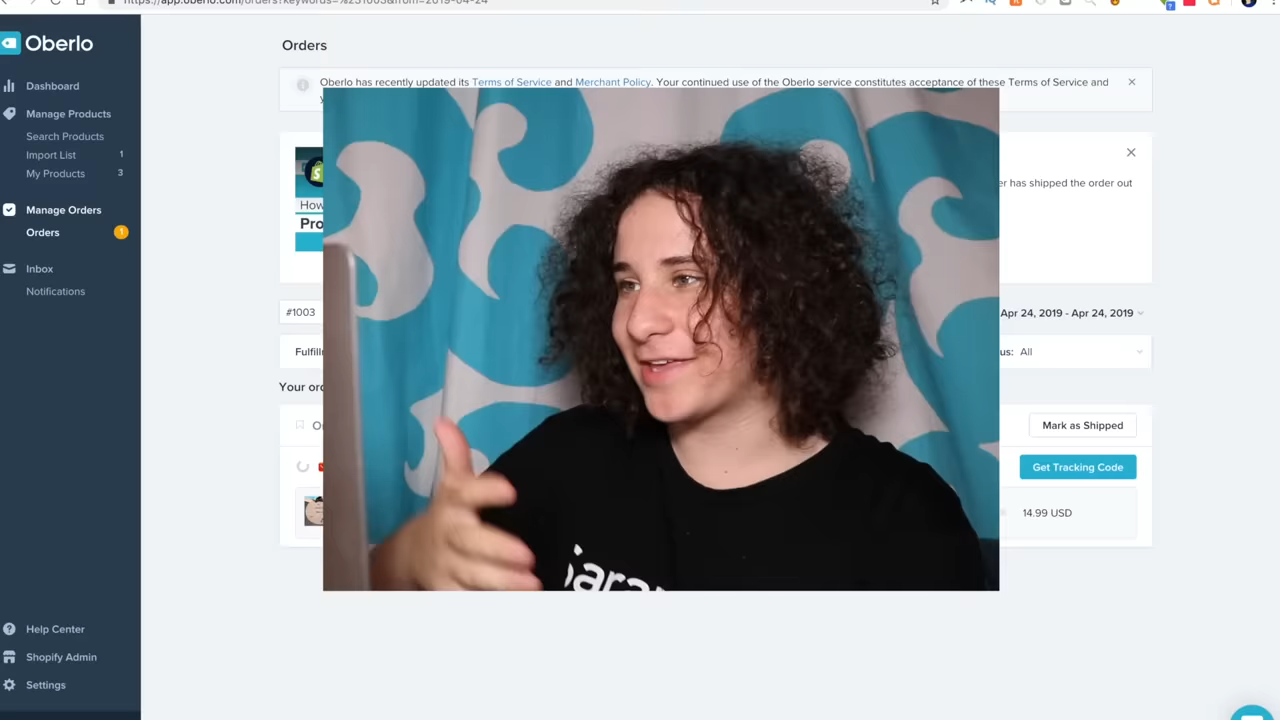 Oberlo
Dashboard
Manage Products
Search Products
Import List 1
My Products 3
Manage Orders
Orders 1
Inbox
Notifications
Help Center
Shopify Admin
Settings
Orders
Oberlo has recently updated its Terms of Service and Merchant Policy. Your continued use of the Oberlo service constitutes acceptance of these Terms of Service and
er has shipped the order out
How
Pro
#1003
Apr 24, 2019 - Apr 24, 2019
Fulfill
us: All
Your or
Mark as Shipped
Get Tracking Code
14.99 USD